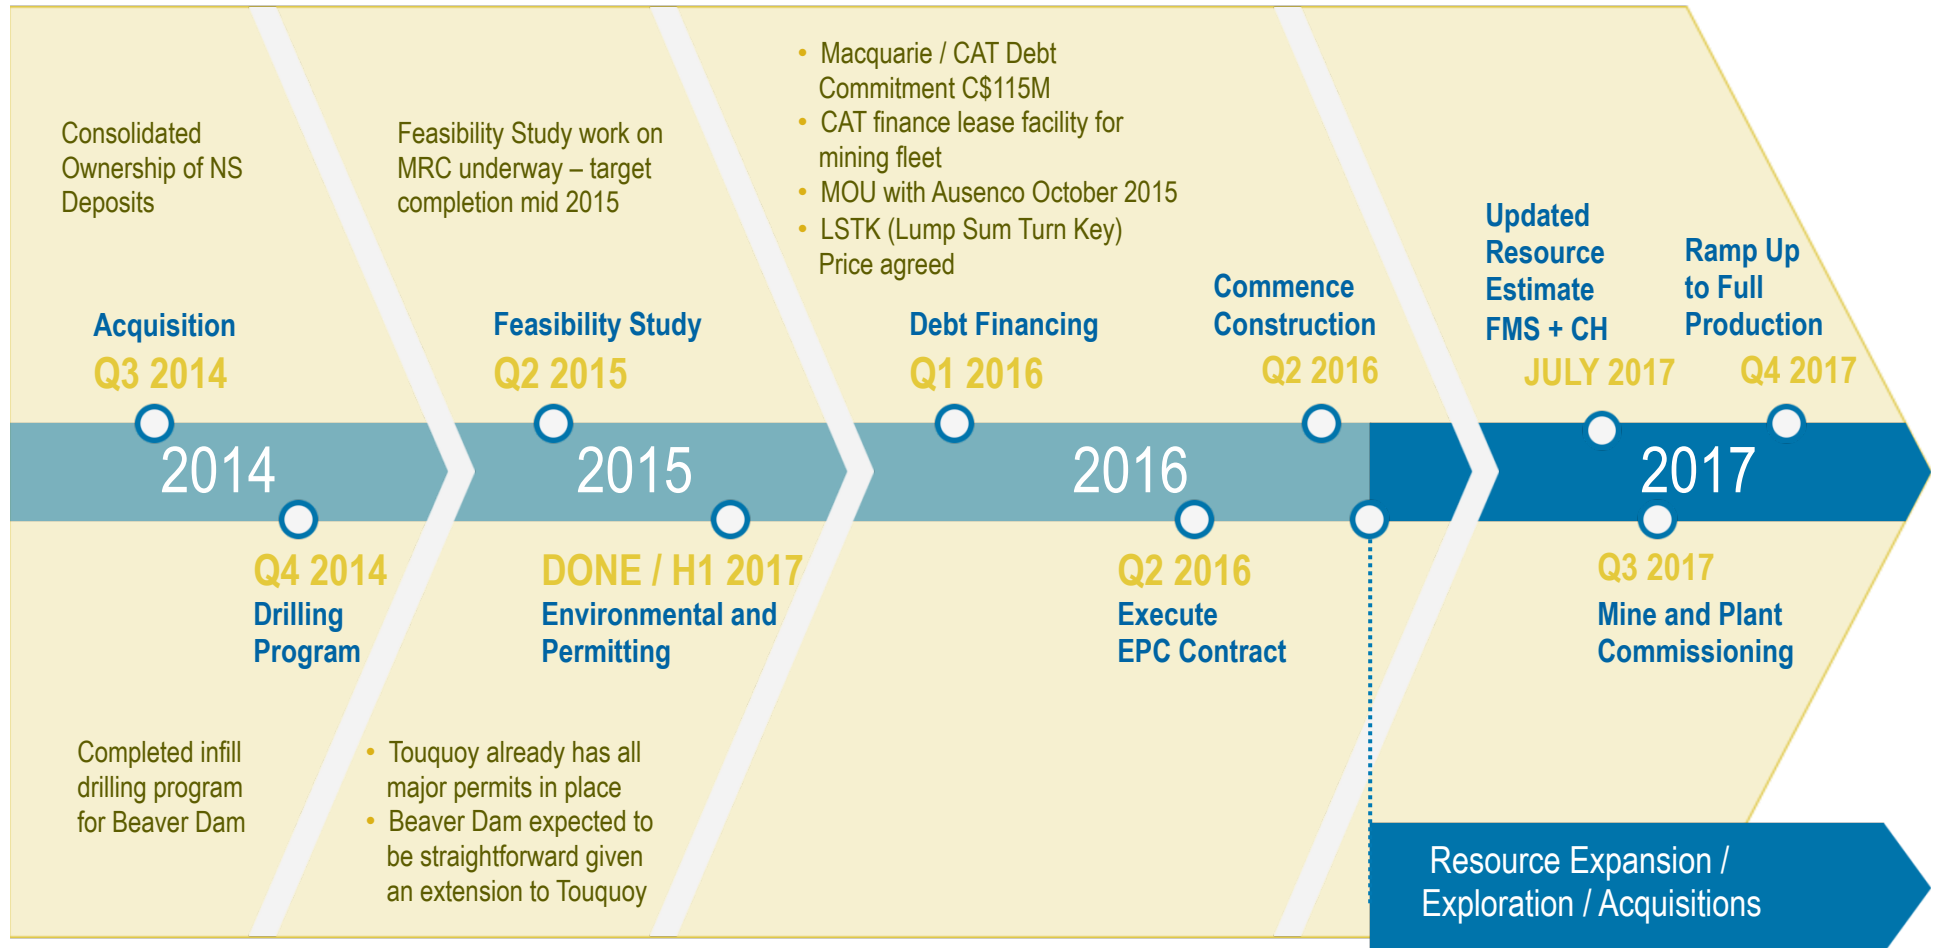 Consolidated
Ownership of NS
Deposits
Acquisition
Q3 2014
2014
Q4 2014
Drilling
Program
Completed infill
drilling program
for Beaver Dam
Feasibility Study work on
MRC underway – target
completion mid 2015
Feasibility Study
Q2 2015
2015
DONE / H1 2017
Environmental and
Permitting
• Touquoy already has all
major permits in place
• Beaver Dam expected to
be straightforward given
an extension to Touquoy
• Macquarie / CAT Debt
Commitment C$115M
• CAT finance lease facility for
mining fleet
• MOU with Ausenco October 2015
• LSTK (Lump Sum Turn Key)
Price agreed
Debt Financing
Q1 2016
Commence
Construction
Q2 2016
2016
Q2 2016
Execute
EPC Contract
Updated
Resource
Estimate
FMS + CH
JULY 2017
Ramp Up
to Full
Production
Q4 2017
2017
Q3 2017
Mine and Plant
Commissioning
Resource Expansion /
Exploration / Acquisitions